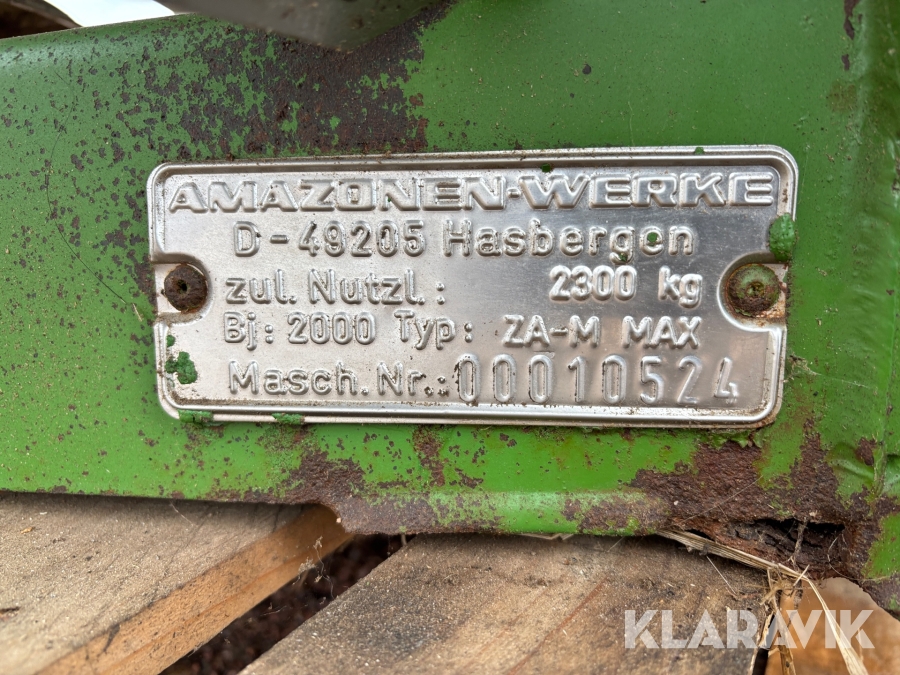 AMAZONEN-WERKE
D-49205 Hasbergen
zul. Nutzl.: 2300 kg
Bj: 2000 Typ: ZA-M MAX
Masch.Nr.: 00010524
KLARAVIK